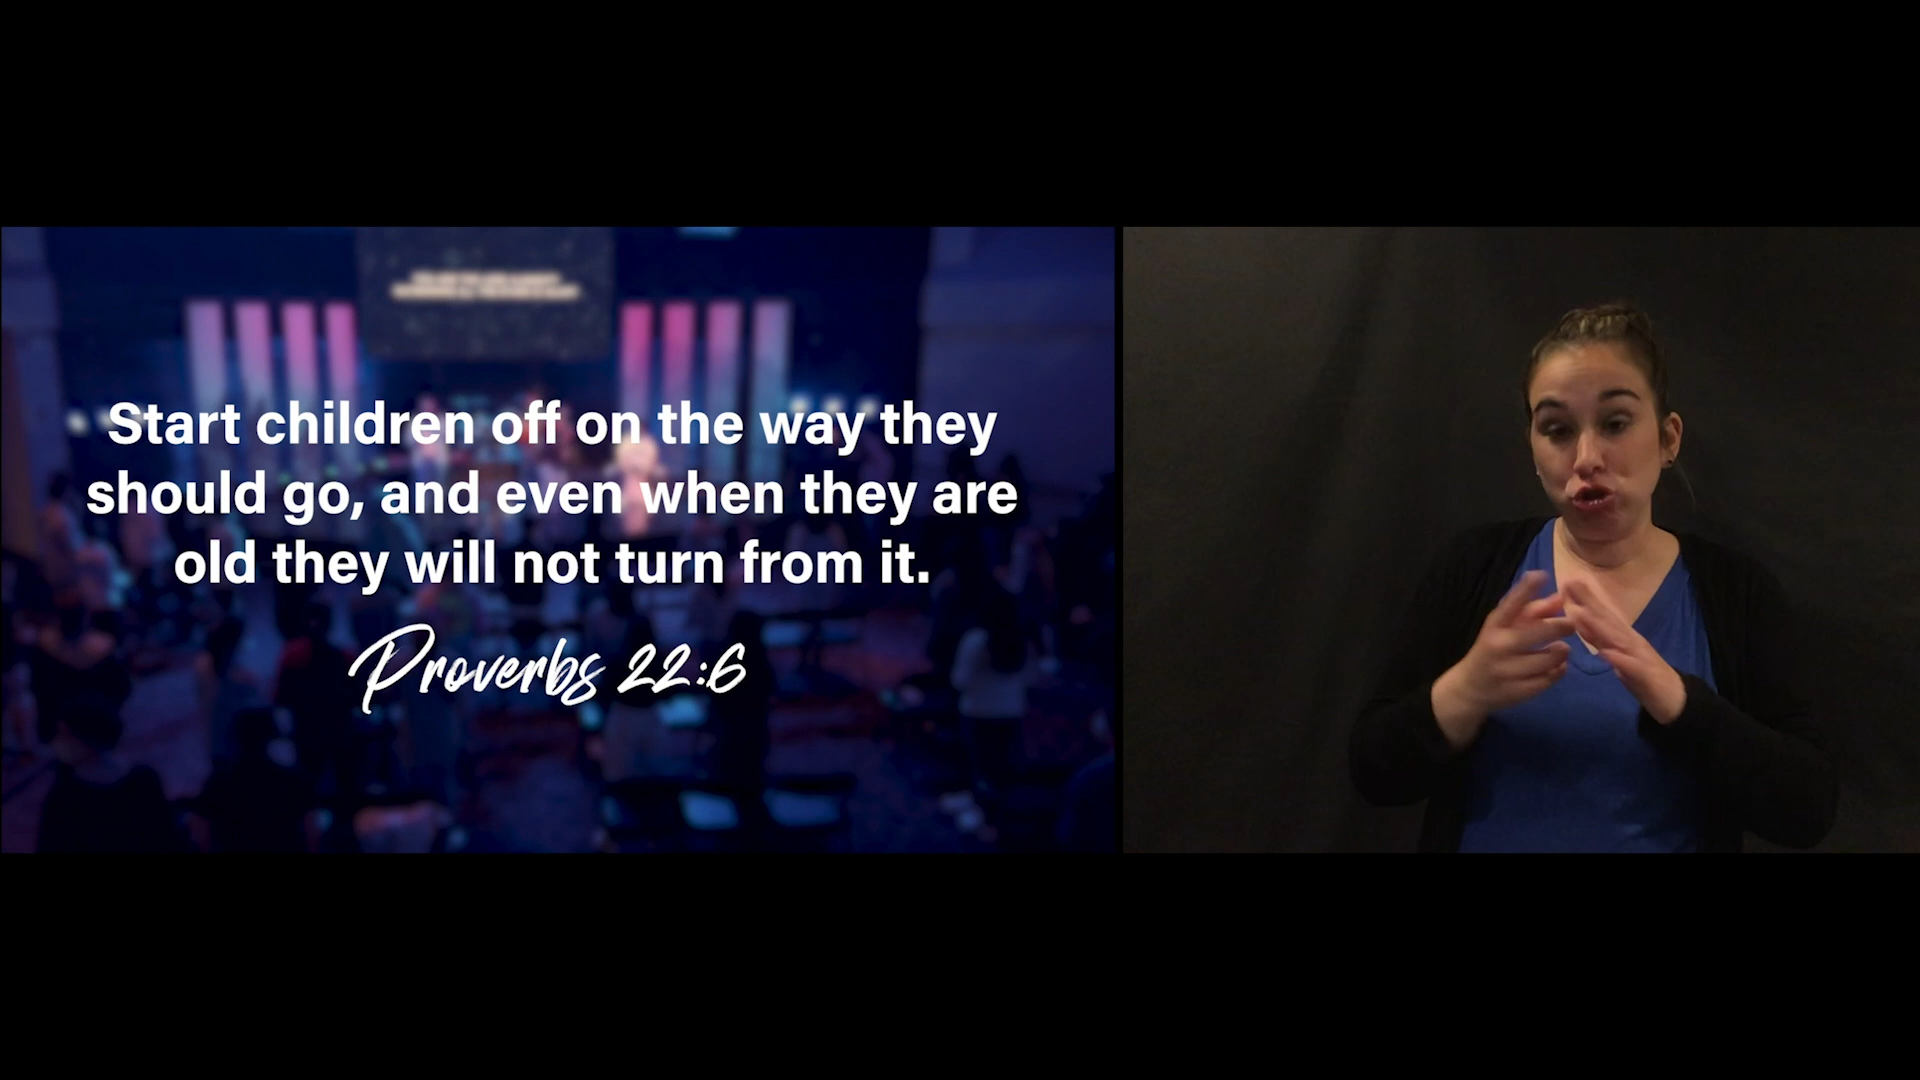 Start children off on the way they
should go, and even when they are
old they will not turn from it.
Proverbs 22:6